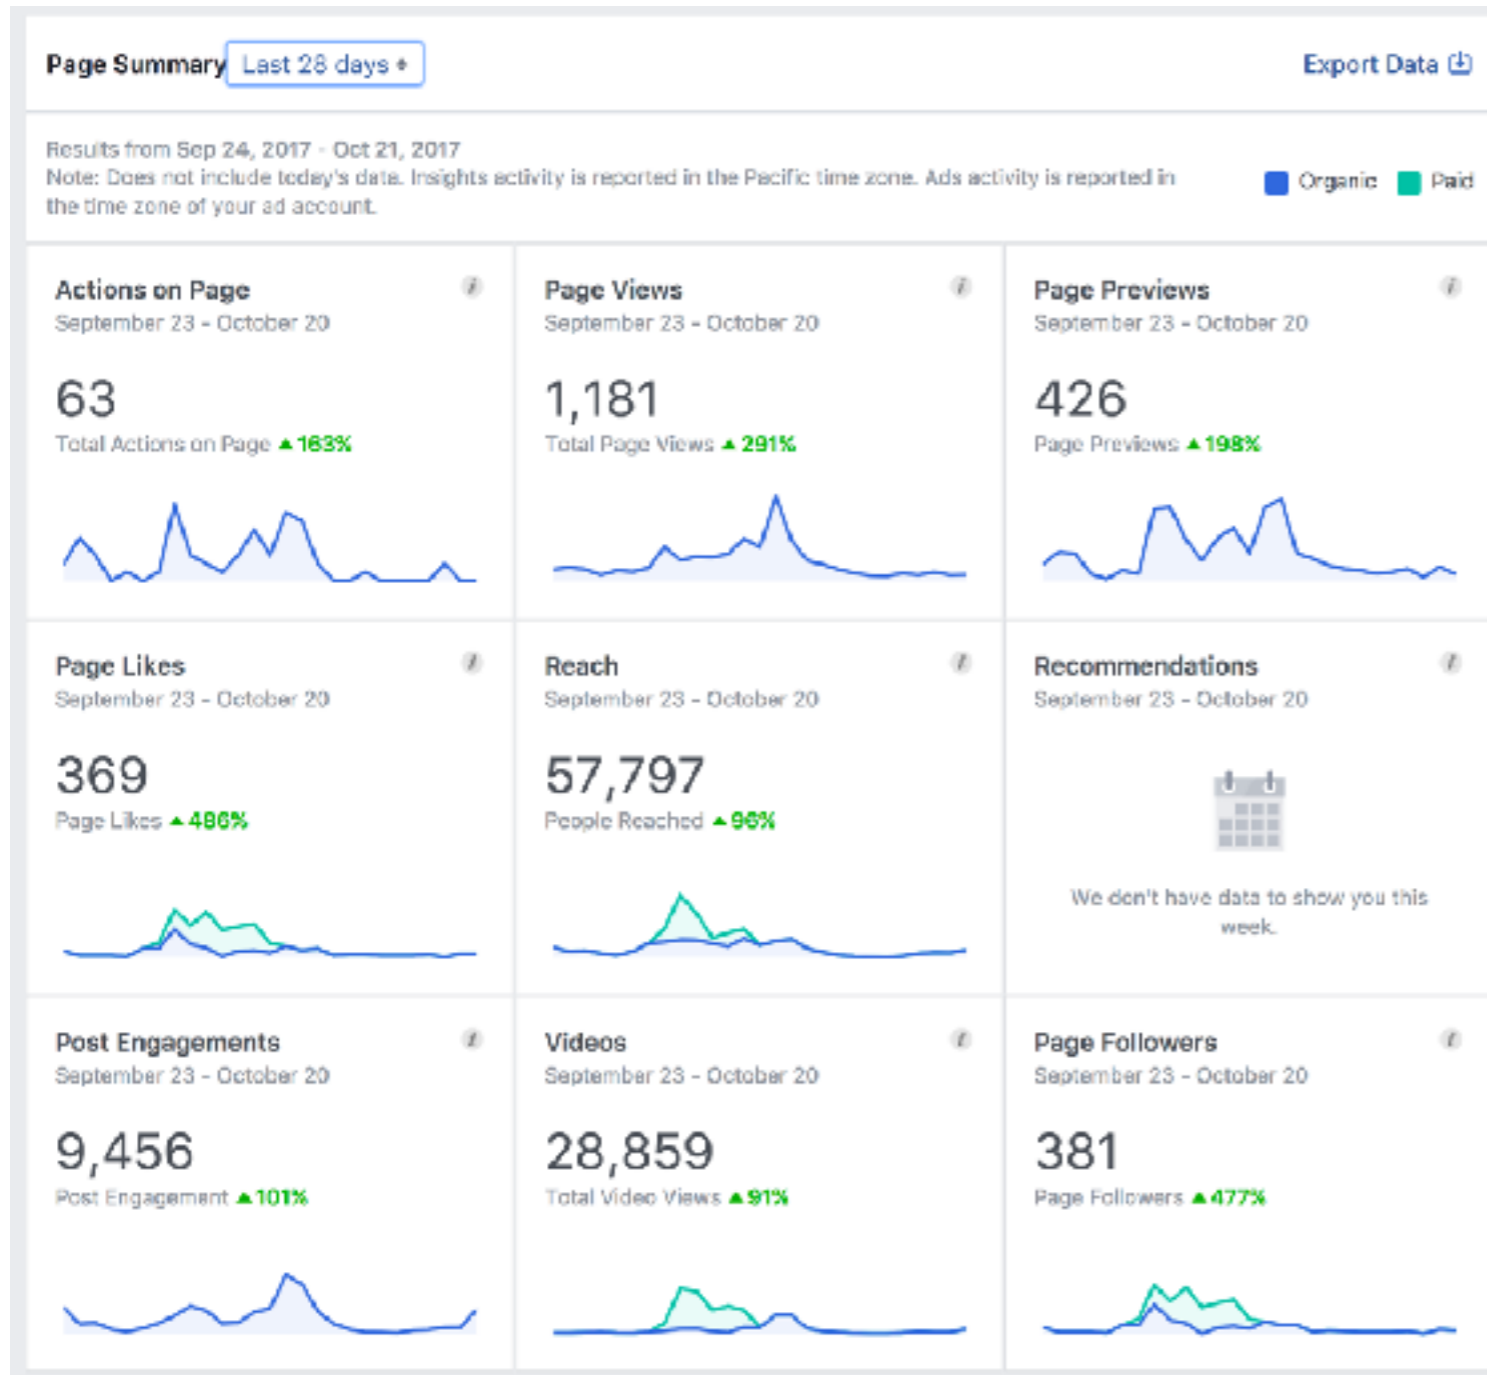 Page Summary Last 28 days
Export Data
Results from Sep 24, 2017 - Oct 21, 2017
Note: Does not include today's data. Insights activity is reported in the Pacific time zone. Ads activity is reported in
the time zone of your ad account.
Organic Paid
Actions on Page
September 23 - October 20
63
Total Actions on Page ▲163%
Page Views
September 23 - October 20
1,181
Total Page Views ▲291%
Page Previews
September 23 - October 20
426
Page Previews ▲198%
Page Likes
September 23 - October 20
369
Page Likes ▲486%
Reach
September 23 - October 20
57,797
People Reached ▲96%
Recommendations
September 23 - October 20
We don't have data to show you this
week.
Post Engagements
September 23 - October 20
9,456
Post Engagement ▲101%
Videos
September 23 - October 20
28,859
Total Video Views ▲91%
Page Followers
September 23 - October 20
381
Page Followers ▲477%